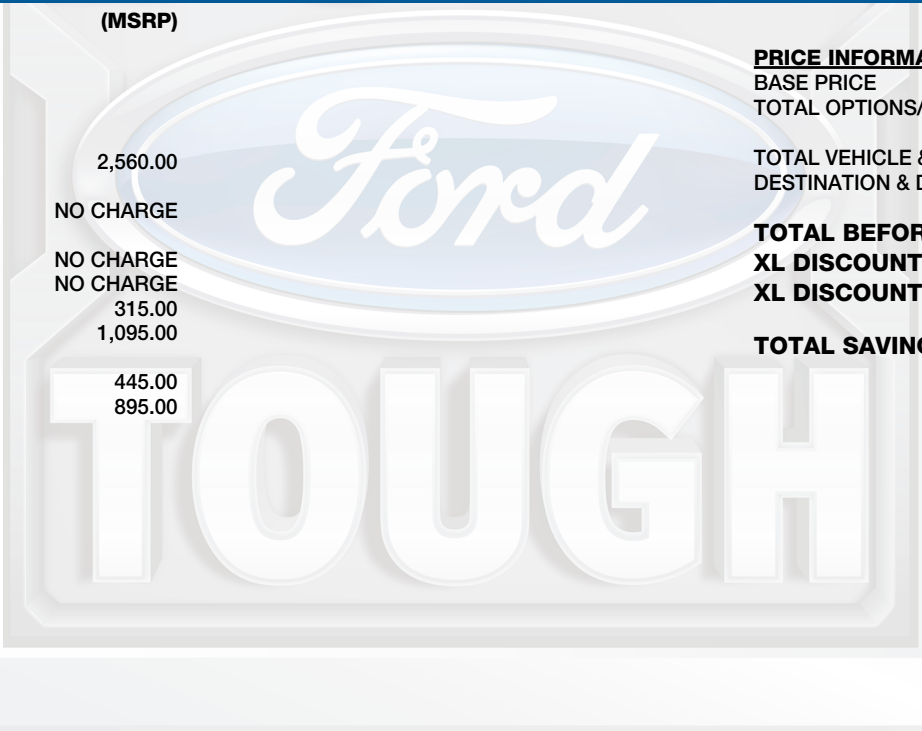 (MSRP)
2,560.00
NO CHARGE
NO CHARGE
NO CHARGE
315.00
1,095.00
445.00
895.00
PRICE INFORMA
BASE PRICE
TOTAL OPTIONS/
TOTAL VEHICLE &
DESTINATION & D
TOTAL BEFOR
XL DISCOUNT
XL DISCOUNT
TOTAL SAVING
Ford
TOUGH